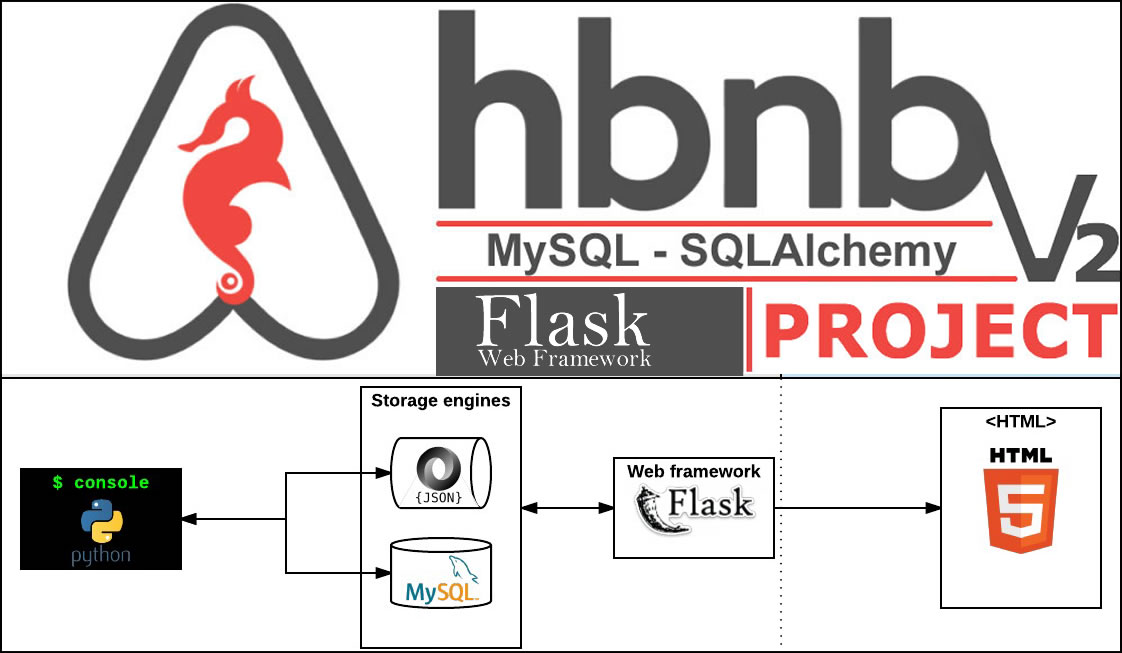 hbnb
V2
MySQL - SQLAlchemy
Flask
Web Framework
PROJECT
Storage engines
<HTML>
$ console
python
{JSON}
MySQL
Web framework
Flask
HTML
5